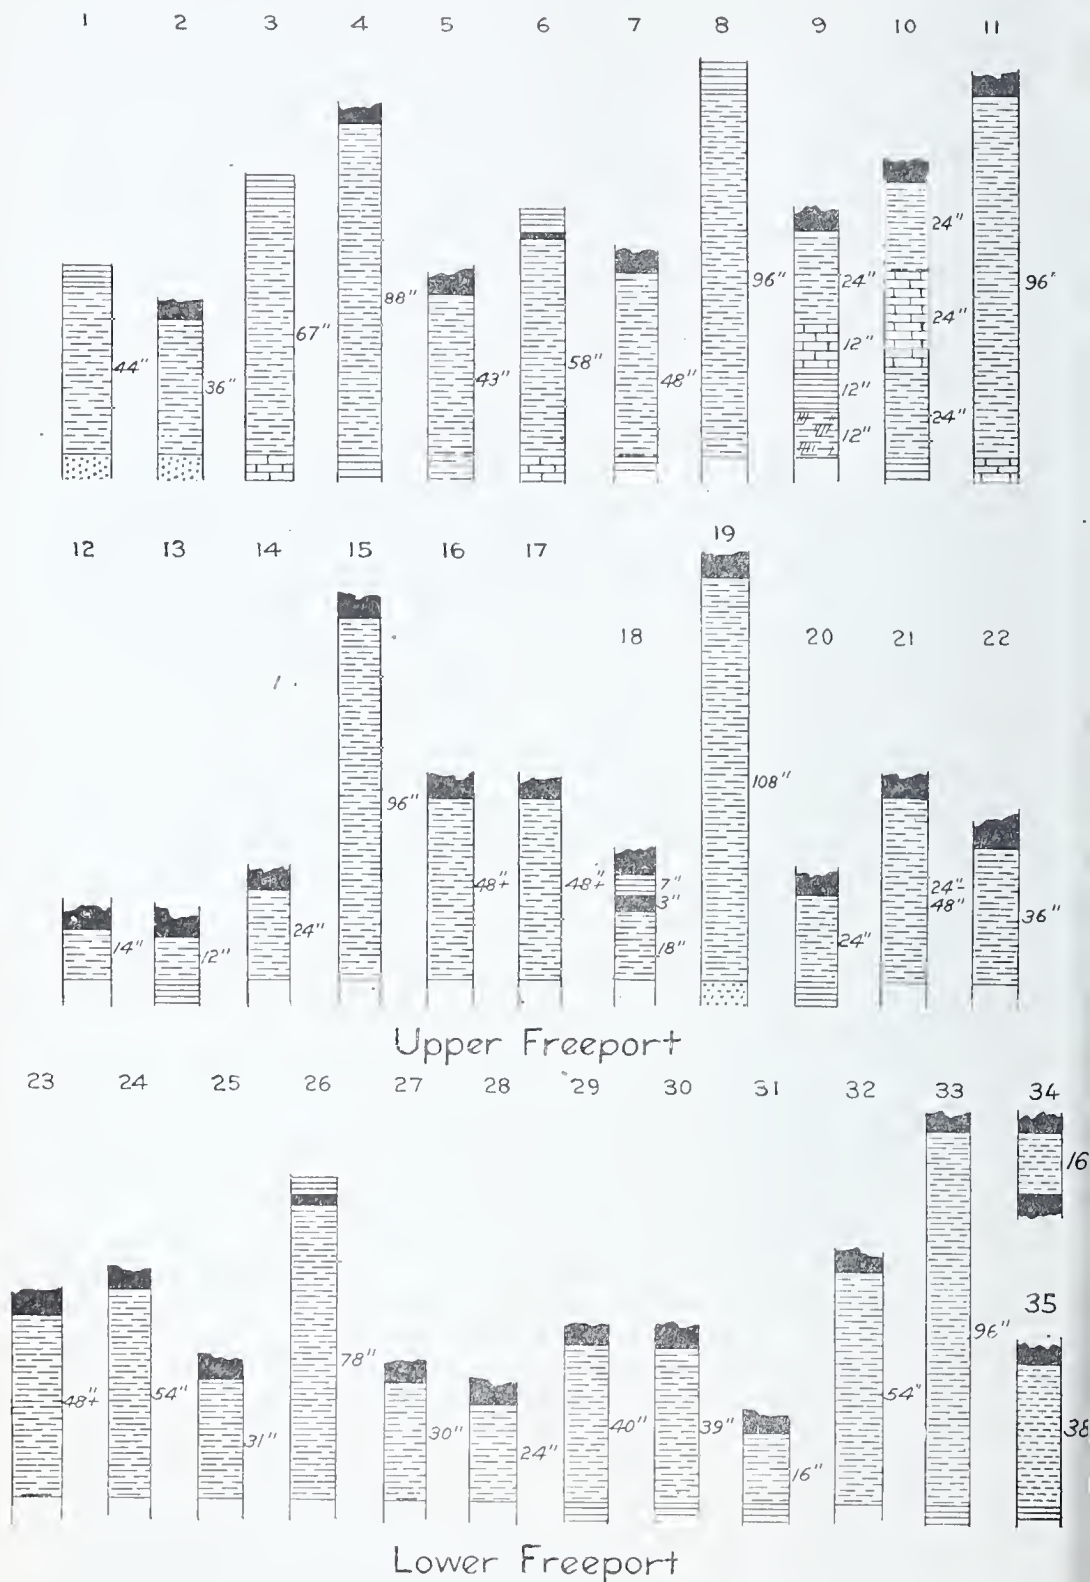 1 2 3 4 5 6 7 8 9 10 11
44" 36" 67" 88" 43" 58" 48" 96" 24" 12" 12" 12" 24" 24" 24" 96"
12 13 14 15 16 17 18 19 20 21 22
14" 12" 24" 96" 48"+ 48"+ 7" 3" 18" 108" 24" 24"-48" 36"
Upper Freeport
23 24 25 26 27 28 29 30 31 32 33 34
16
35
48"+ 54" 31" 78" 30" 24" 40" 39" 16" 54" 96" 38
Lower Freeport